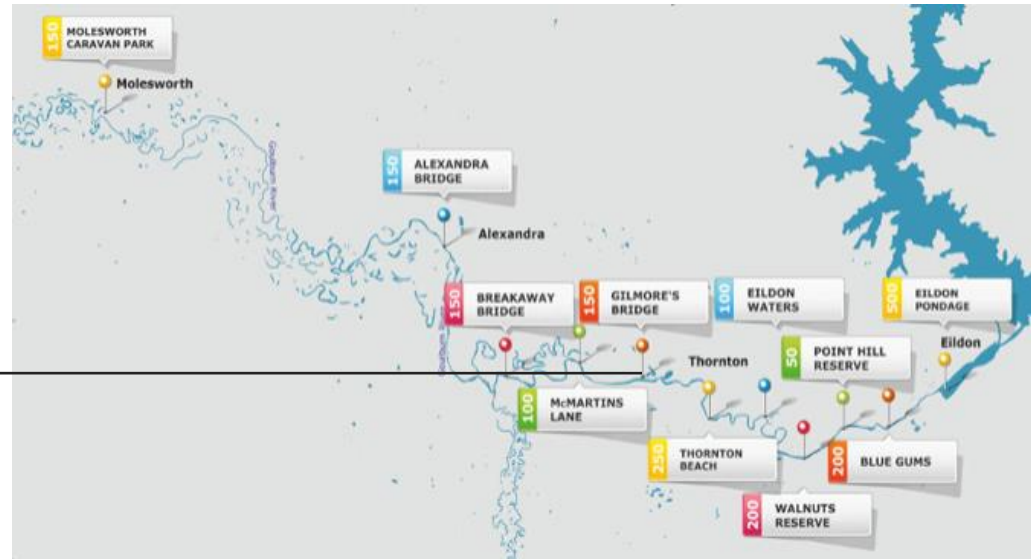 150
MOLESWORTH
CARAVAN PARK
Molesworth
Goulburn River
150
ALEXANDRA
BRIDGE
Alexandra
150
BREAKAWAY
BRIDGE
150
GILMORE'S
BRIDGE
100
EILDON
WATERS
500
EILDON
PONDAGE
Eildon
Thornton
50
POINT HILL
RESERVE
100
McMARTINS
LANE
250
THORNTON
BEACH
200
BLUE GUMS
200
WALNUTS
RESERVE